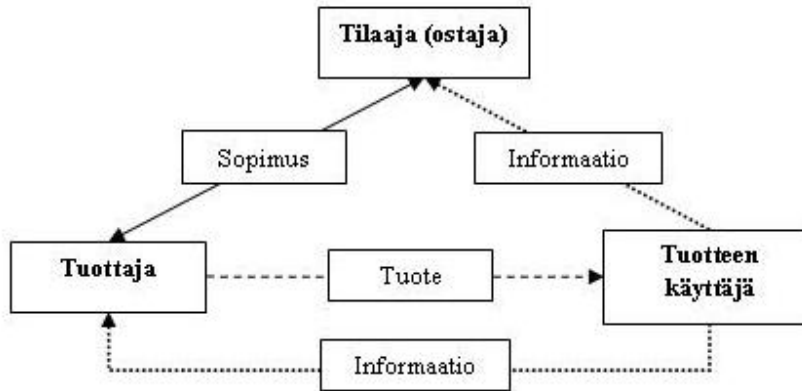 Tilaaja (ostaja)
Sopimus
Informaatio
Tuottaja
Tuote
Tuotteen
käyttäjä
Informaatio